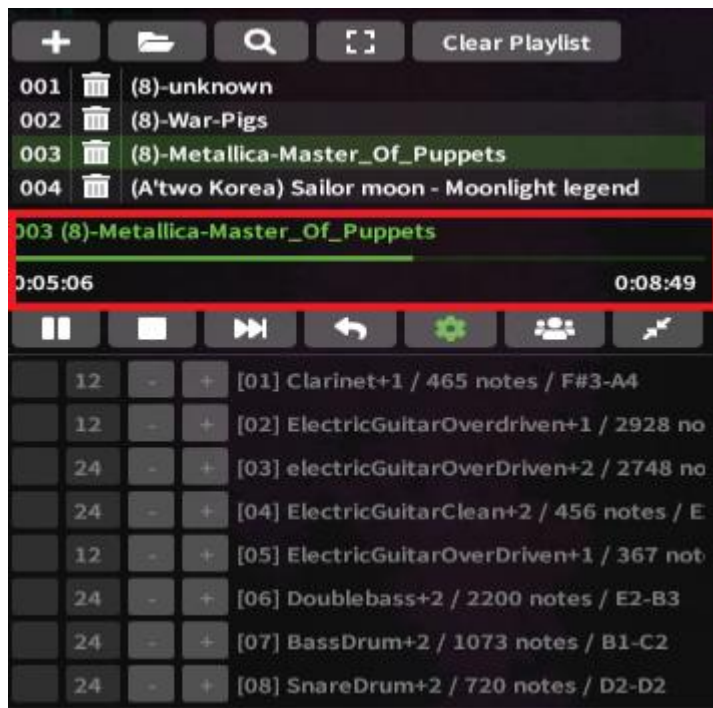 Clear Playlist
001 (8)-unknown
002 (8)-War-Pigs
003 (8)-Metallica-Master_Of_Puppets
004 (A'two Korea) Sailor moon - Moonlight legend
003 (8)-Metallica-Master_Of_Puppets
0:05:06 0:08:49
12 - + [01] Clarinet+1 / 465 notes / F#3-A4
12 - + [02] ElectricGuitarOverdriven+1 / 2928 no
24 - + [03] electricGuitarOverDriven+2 / 2748 no
24 - + [04] ElectricGuitarClean+2 / 456 notes / E
12 - + [05] ElectricGuitarOverDriven+1 / 367 not
24 - + [06] Doublebass+2 / 2200 notes / E2-B3
24 - + [07] BassDrum+2 / 1073 notes / B1-C2
24 - + [08] SnareDrum+2 / 720 notes / D2-D2